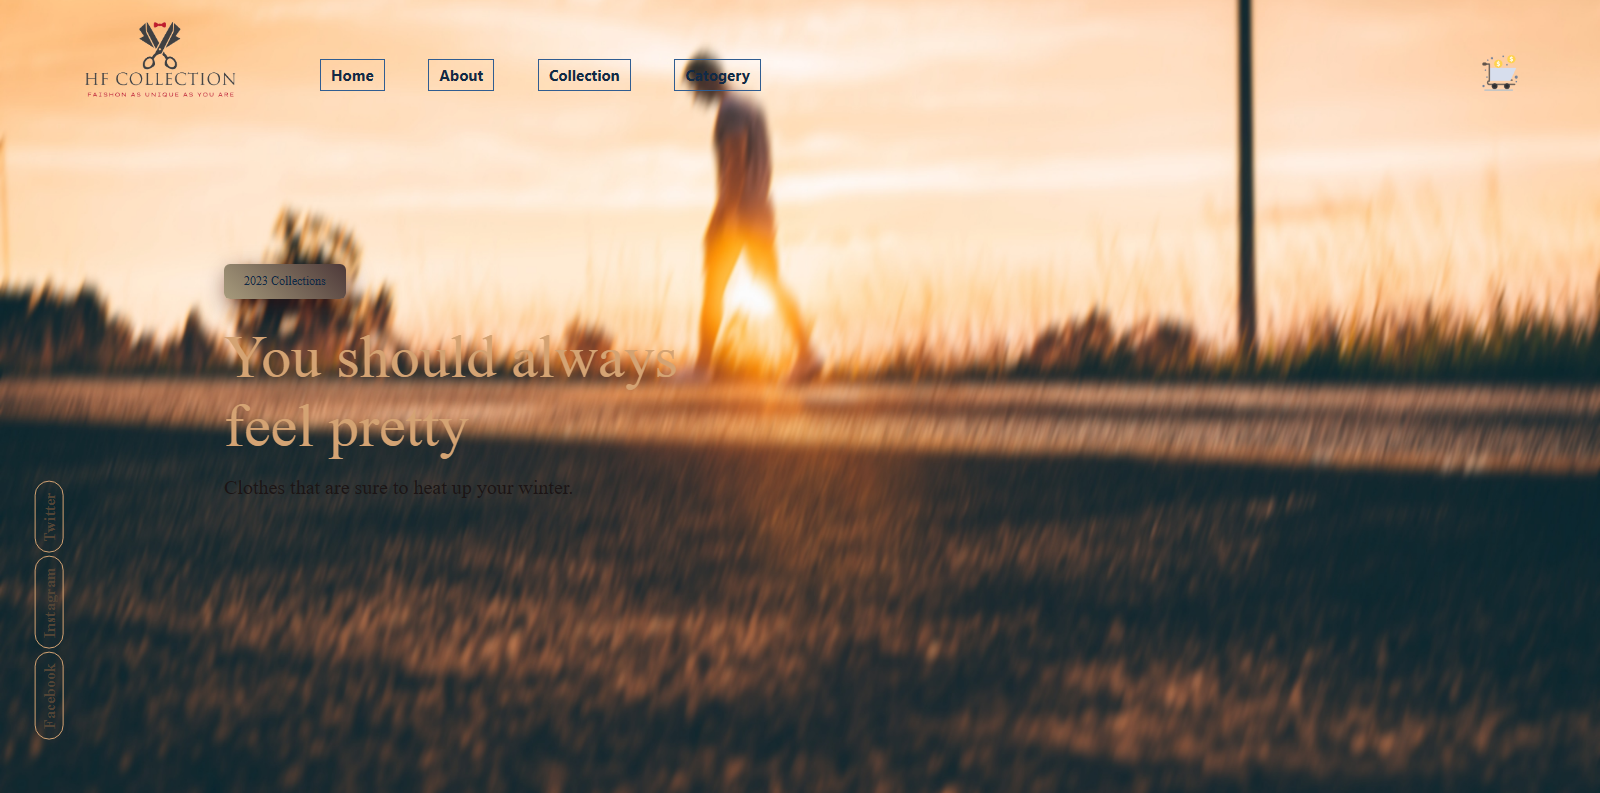 HF COLLECTION
FAISHON AS UNIQUE AS YOU ARE
Home
About
Collection
Catogery
2023 Collections
You should always
feel pretty
Clothes that are sure to heat up your winter.
Twitter
Instagram
Facebook